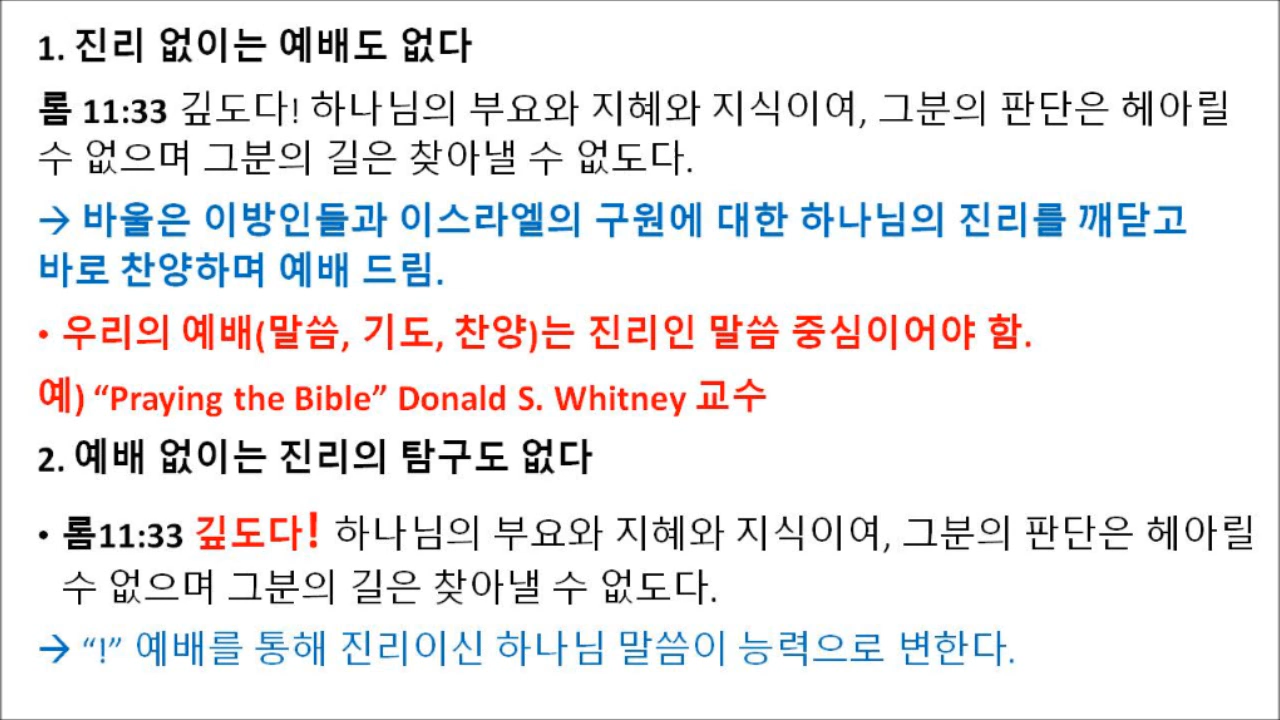 1. 진리 없이는 예배도 없다
롬 11:33 깊도다! 하나님의 부요와 지혜와 지식이여, 그분의 판단은 헤아릴
수 없으며 그분의 길은 찾아낼 수 없도다.
→ 바울은 이방인들과 이스라엘의 구원에 대한 하나님의 진리를 깨닫고
바로 찬양하며 예배 드림.
• 우리의 예배(말씀, 기도, 찬양)는 진리인 말씀 중심이어야 함.
예) “Praying the Bible” Donald S. Whitney 교수
2. 예배 없이는 진리의 탐구도 없다
• 롬11:33 깊도다! 하나님의 부요와 지혜와 지식이여, 그분의 판단은 헤아릴
수 없으며 그분의 길은 찾아낼 수 없도다.
→ “!” 예배를 통해 진리이신 하나님 말씀이 능력으로 변한다.